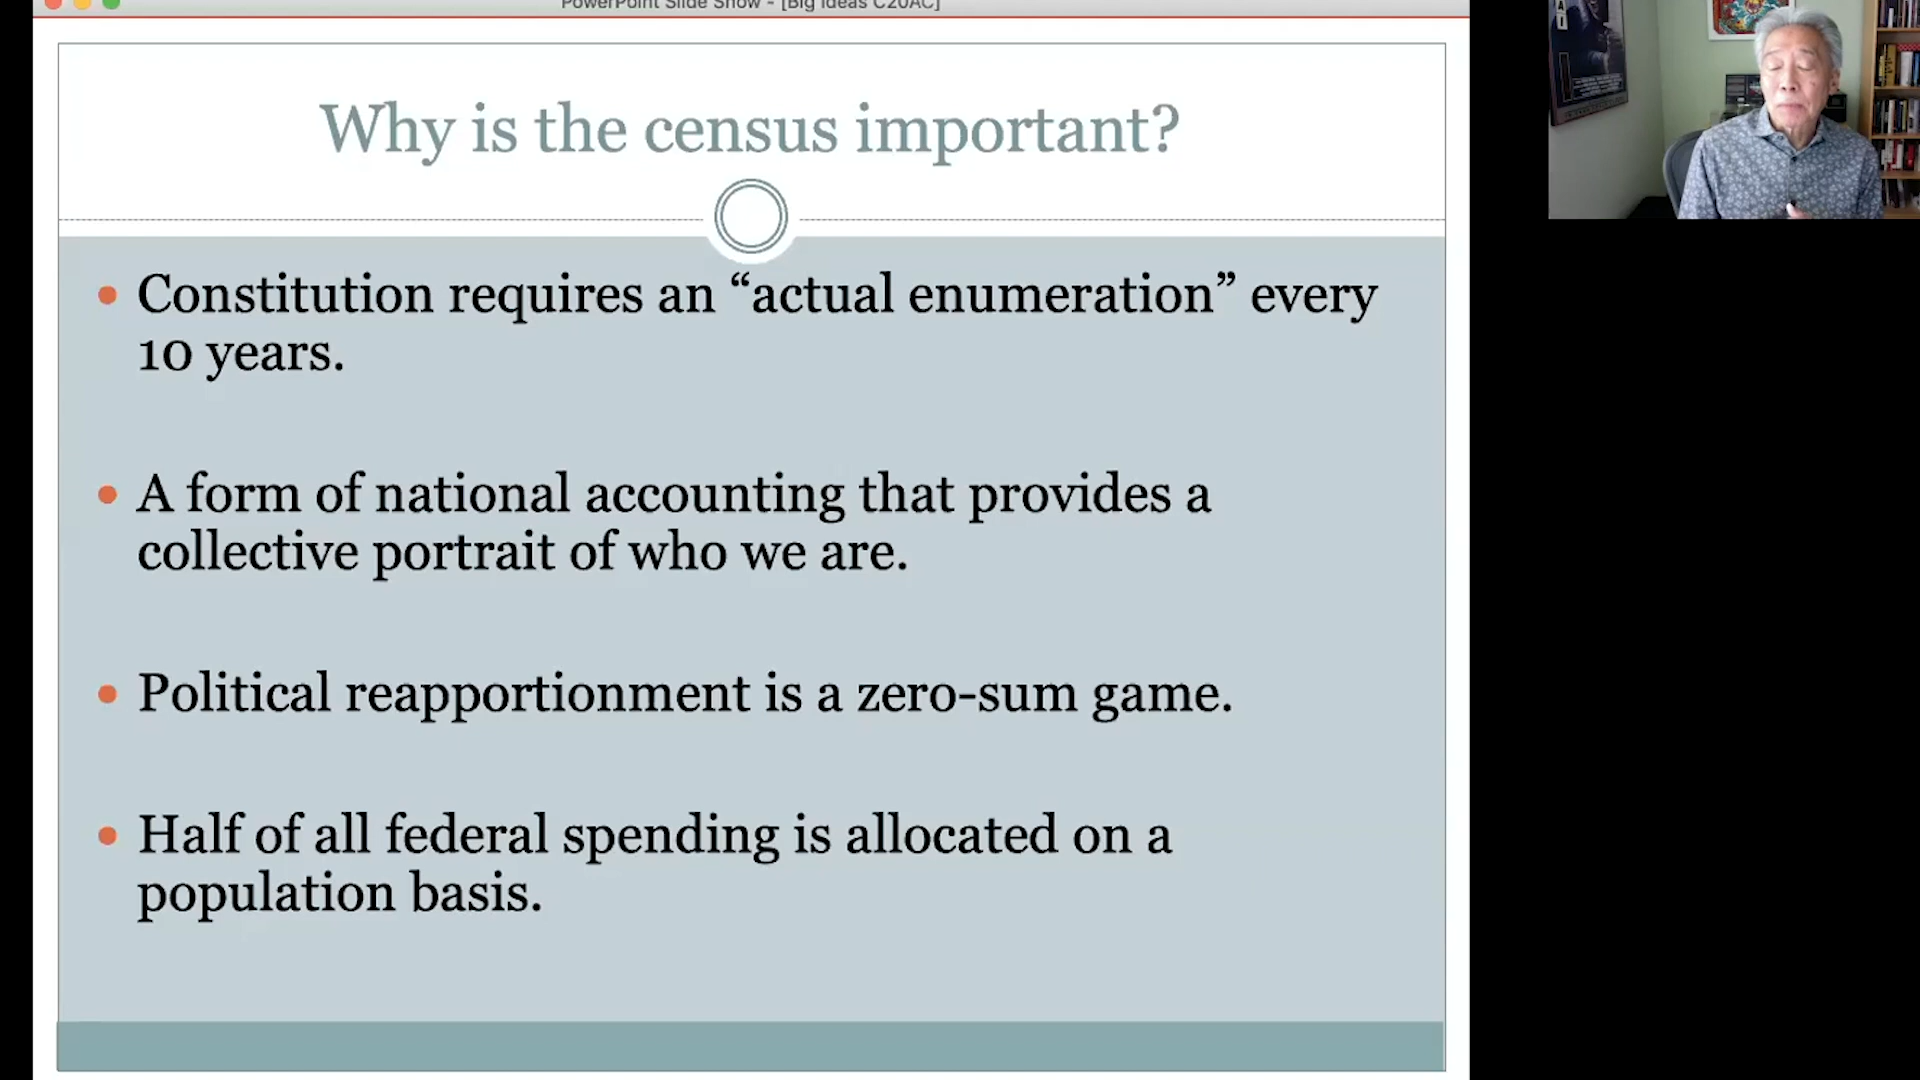 PowerPoint Slide Show - [Big Ideas C20AC]
Why is the census important?
• Constitution requires an “actual enumeration” every
10 years.
• A form of national accounting that provides a
collective portrait of who we are.
• Political reapportionment is a zero-sum game.
• Half of all federal spending is allocated on a
population basis.